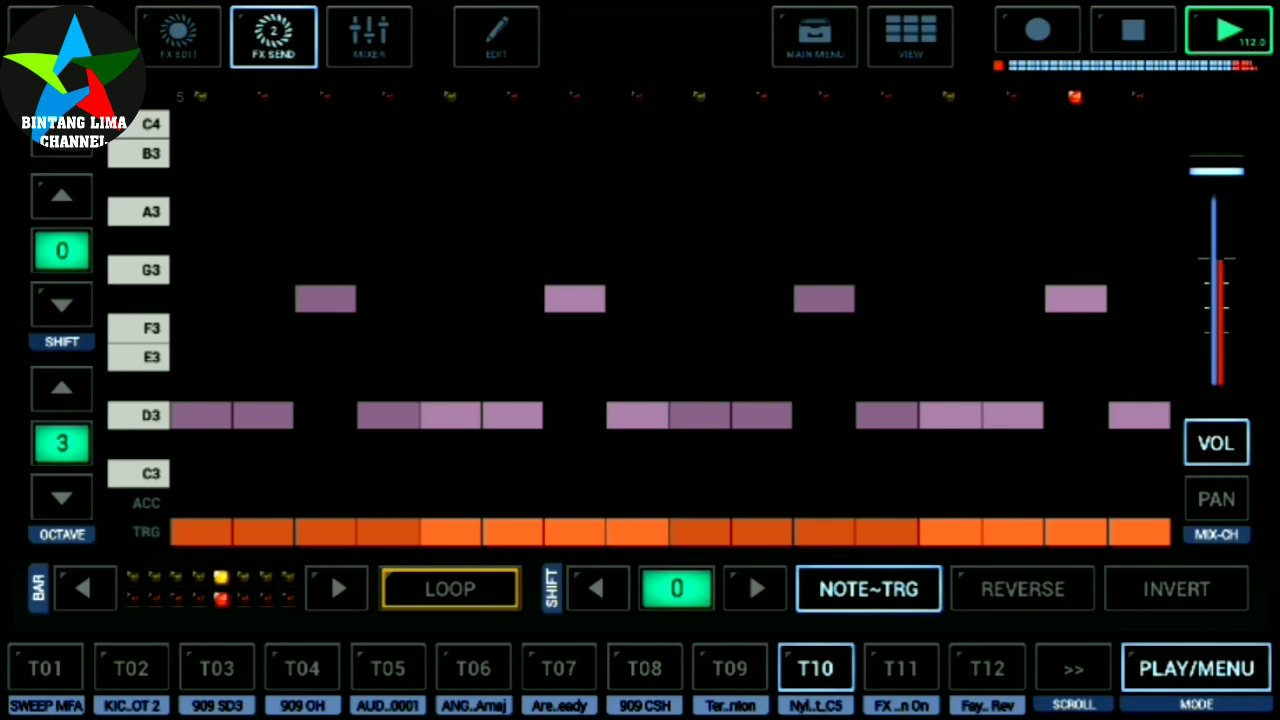 FX EDIT
2
FX SEND
MIXER
EDIT
MAIN MENU
VIEW
112.0
BINTANG LIMA
CHANNEL
5
C4
B3
A3
G3
F3
E3
D3
C3
ACC
TRG
0
SHIFT
3
OCTAVE
VOL
PAN
MIX-CH
BAR
LOOP
SHIFT
0
NOTE~TRG
REVERSE
INVERT
T01
T02
T03
T04
T05
T06
T07
T08
T09
T10
T11
T12
>>
PLAY/MENU
SWEEP MFA
KIC..OT 2
909 SD3
909 OH
AUD..0001
ANG..Amaj
Are..eady
909 CSH
Ter..nton
Nyl..t_C5
FX ..n On
Fay.. Rev
SCROLL
MODE